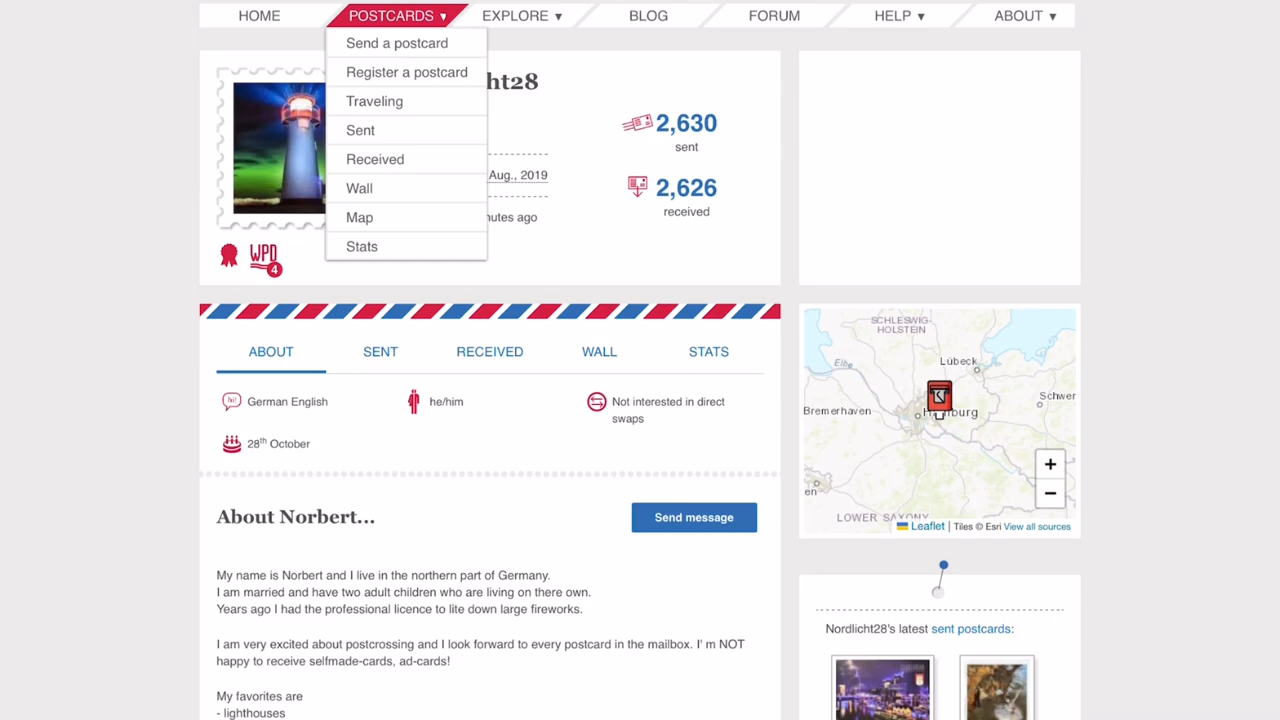 HOME POSTCARDS ▼ EXPLORE ▼ BLOG FORUM HELP ▼ ABOUT ▼
Send a postcard
Register a postcard
Traveling
Sent
Received
Wall
Map
Stats
ht28
Aug., 2019
nutes ago
2,630
sent
2,626
received
WPD
4
ABOUT SENT RECEIVED WALL STATS
hi!
German English
he/him
Not interested in direct
swaps
28th October
About Norbert...
Send message
My name is Norbert and I live in the northern part of Germany.
I am married and have two adult children who are living on there own.
Years ago I had the professional licence to lite down large fireworks.
I am very excited about postcrossing and I look forward to every postcard in the mailbox. I' m NOT
happy to receive selfmade-cards, ad-cards!
My favorites are
- lighthouses
SCHLESWIG-
HOLSTEIN
Elbe
Lübeck
Schwer
Bremerhaven
H mburg
en
LOWER SAXONY
+
−
Leaflet | Tiles © Esri View all sources
Nordlicht28's latest sent postcards: